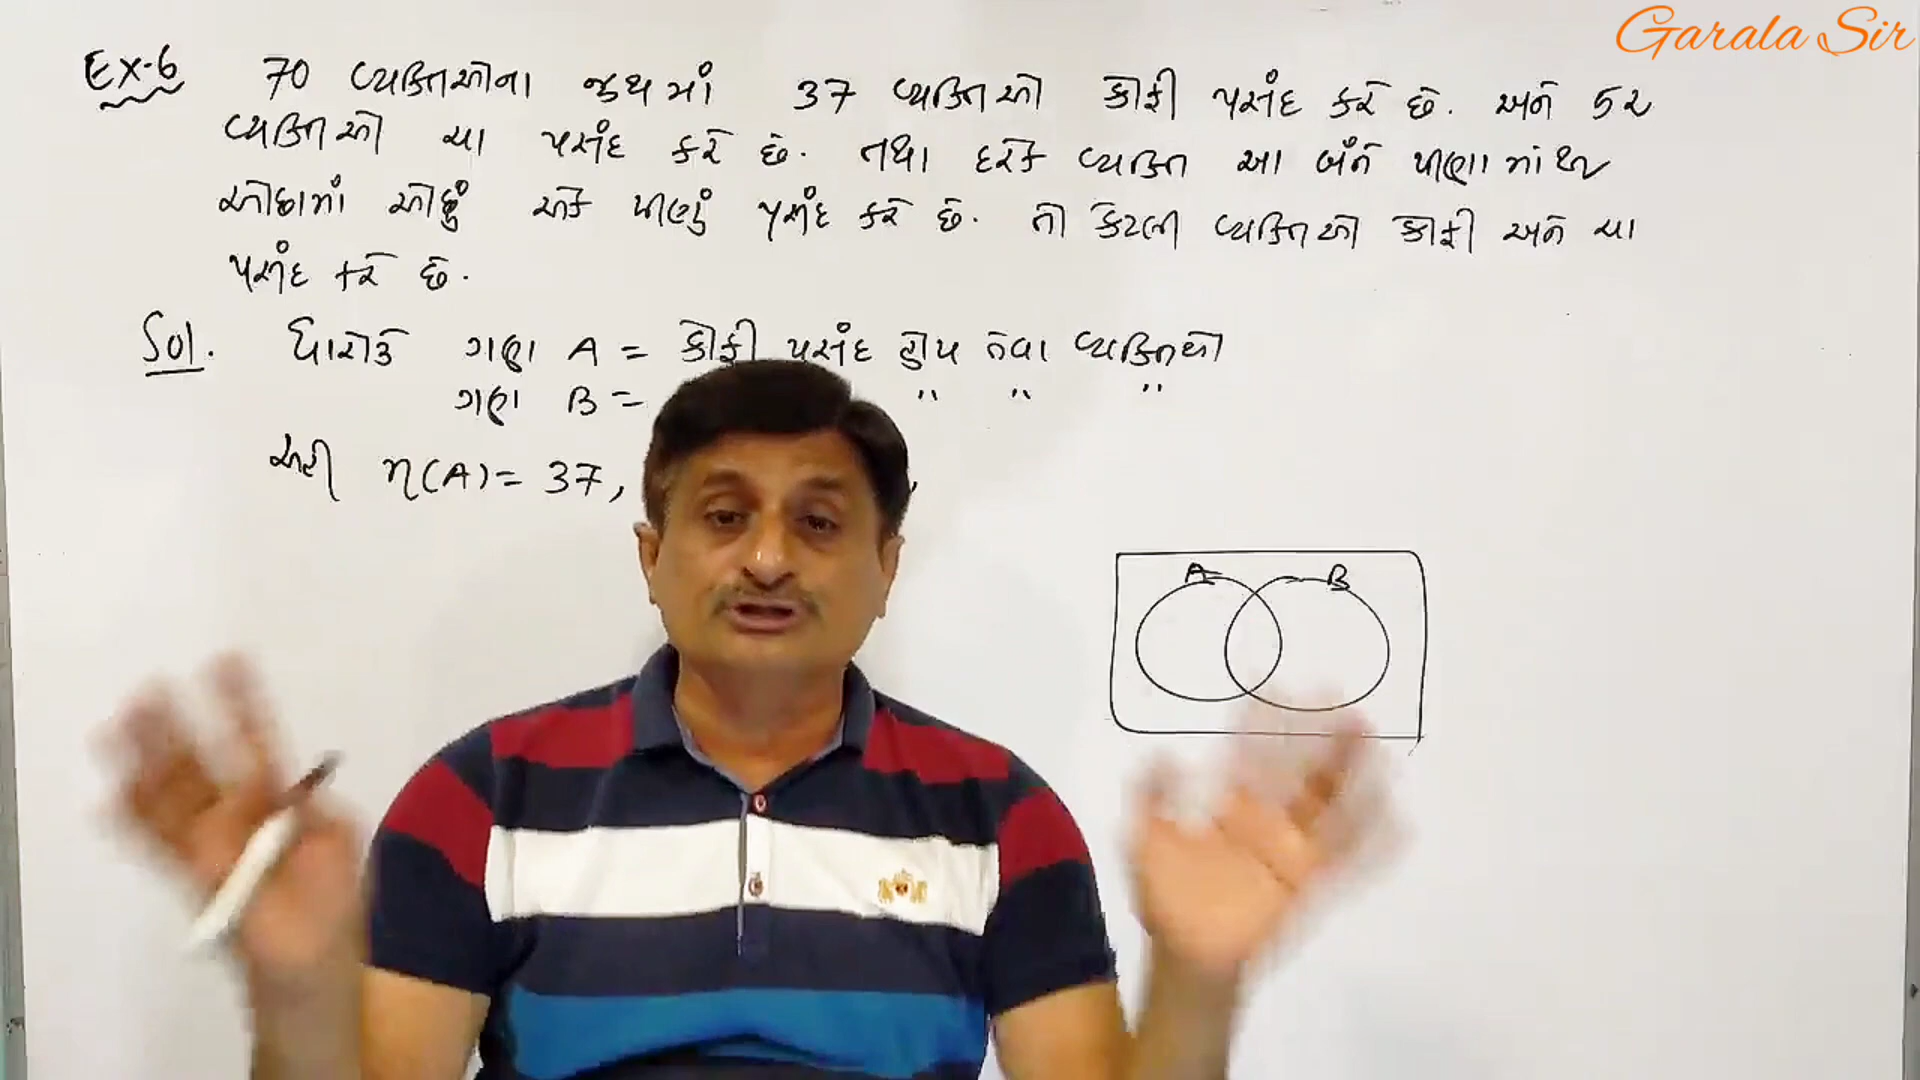 Garala Sir
Ex-6 70 વ્યક્તિઓના જુથમાં 37 વ્યક્તિઓ કોફી પસંદ કરે છે. અને 52
વ્યક્તિઓ ચા પસંદ કરે છે. તથા દરેક વ્યક્તિ આ બંને પીણામાંથી
ઓછામાં ઓછું એક પીણું પસંદ કરે છે. તો કેટલી વ્યક્તિઓ કોફી અને ચા
પસંદ કરે છે.
Sol. ધારોકે ગણ A = કોફી પસંદ હોય તેવા વ્યક્તિઓ
ગણ B = " " "
અહી n(A) = 37, ,
A B